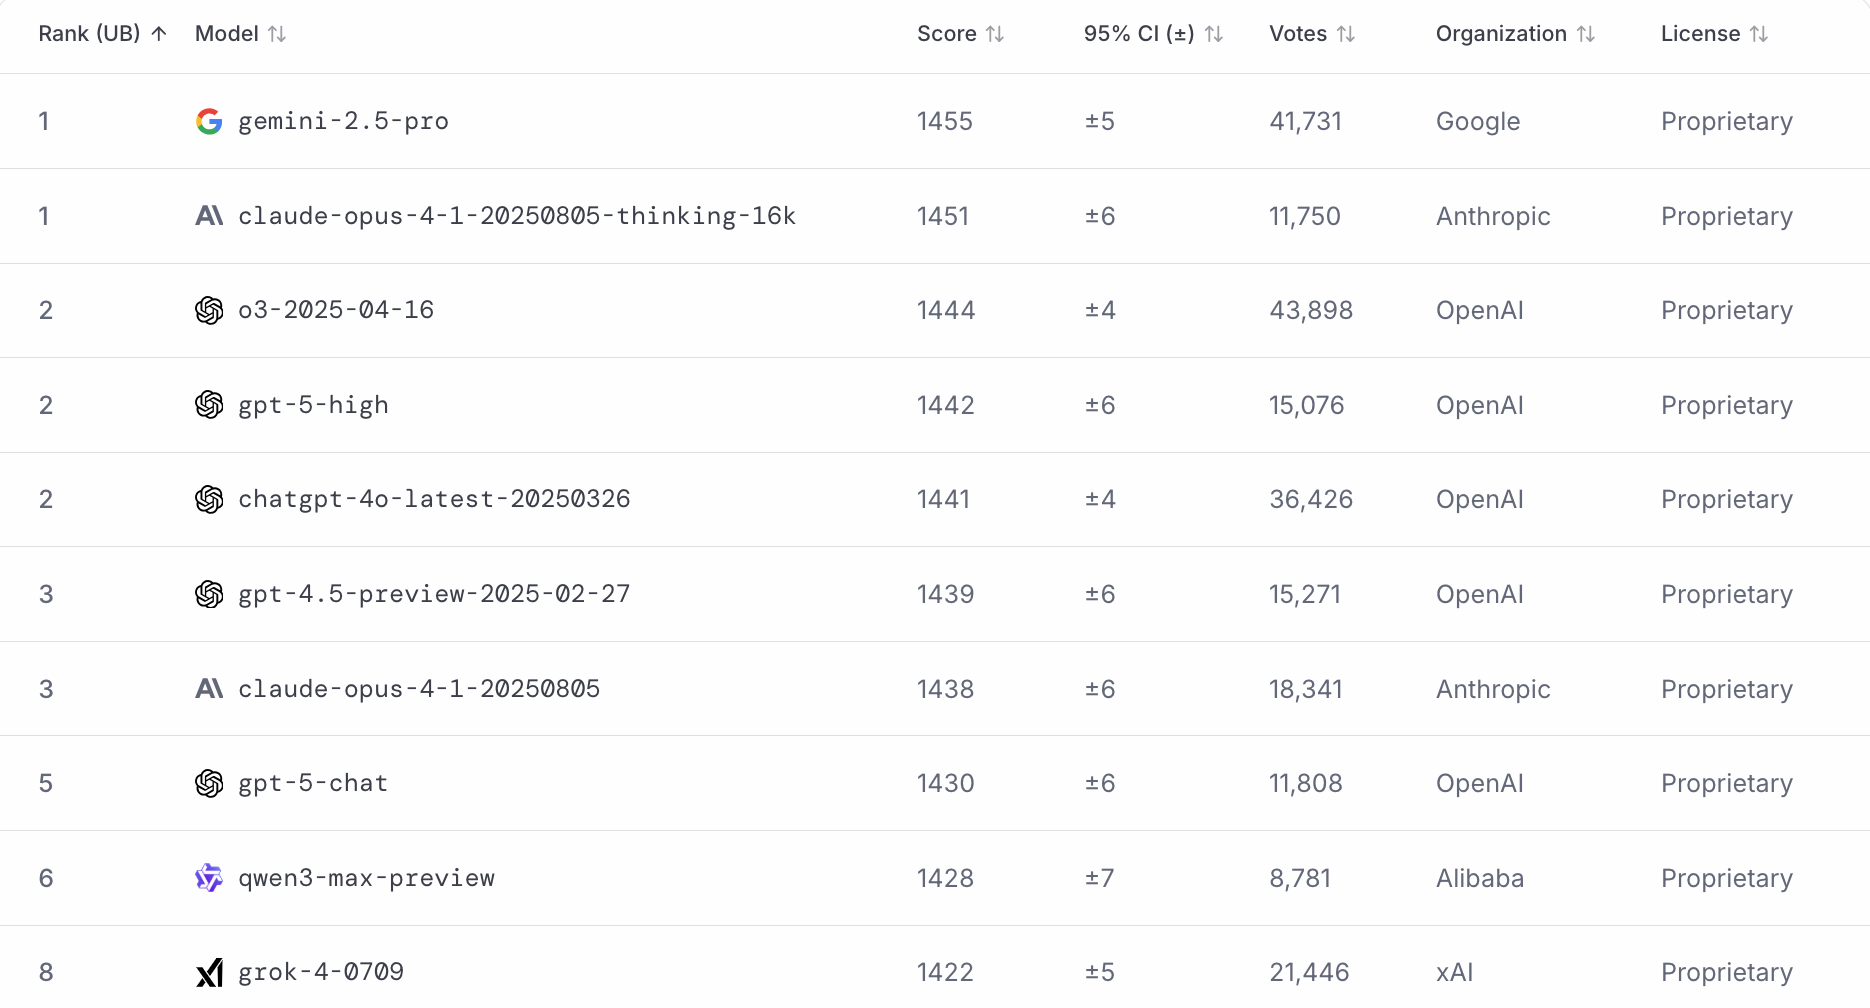 Rank (UB) ↑ Model Score 95% CI (±) Votes Organization License
1 gemini-2.5-pro 1455 ±5 41,731 Google Proprietary
1 claude-opus-4-1-20250805-thinking-16k 1451 ±6 11,750 Anthropic Proprietary
2 o3-2025-04-16 1444 ±4 43,898 OpenAI Proprietary
2 gpt-5-high 1442 ±6 15,076 OpenAI Proprietary
2 chatgpt-4o-latest-20250326 1441 ±4 36,426 OpenAI Proprietary
3 gpt-4.5-preview-2025-02-27 1439 ±6 15,271 OpenAI Proprietary
3 claude-opus-4-1-20250805 1438 ±6 18,341 Anthropic Proprietary
5 gpt-5-chat 1430 ±6 11,808 OpenAI Proprietary
6 qwen3-max-preview 1428 ±7 8,781 Alibaba Proprietary
8 grok-4-0709 1422 ±5 21,446 xAI Proprietary